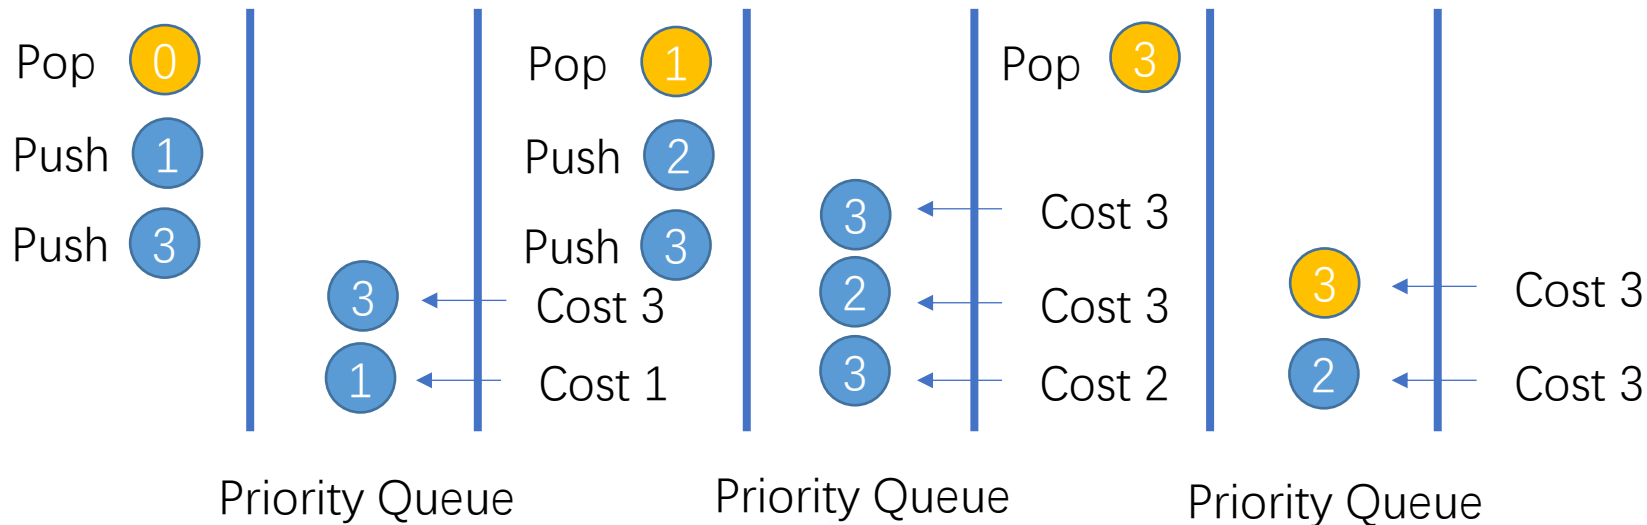 Pop 0
Push 1
Push 3
3 Cost 3
1 Cost 1
Priority Queue
Pop 1
Push 2
Push 3
3 Cost 3
2 Cost 3
3 Cost 2
Priority Queue
Pop 3
3 Cost 3
2 Cost 3
Priority Queue